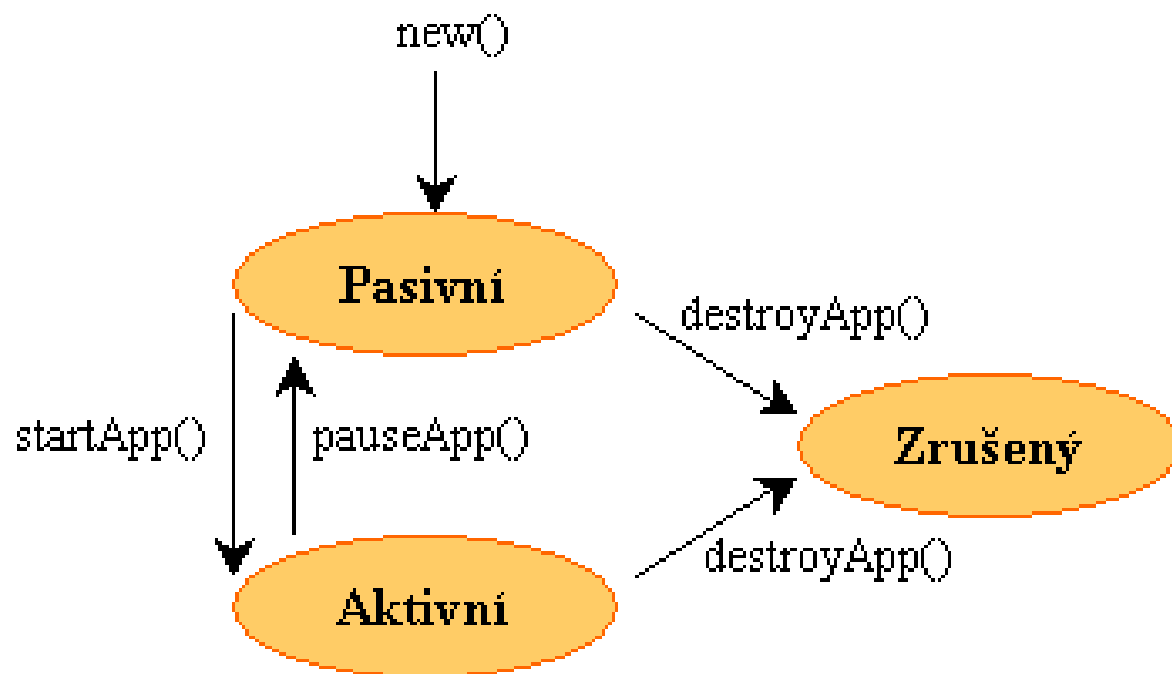 new()
Pasivní
destroyApp()
startApp()
pauseApp()
Zrušený
destroyApp()
Aktivní